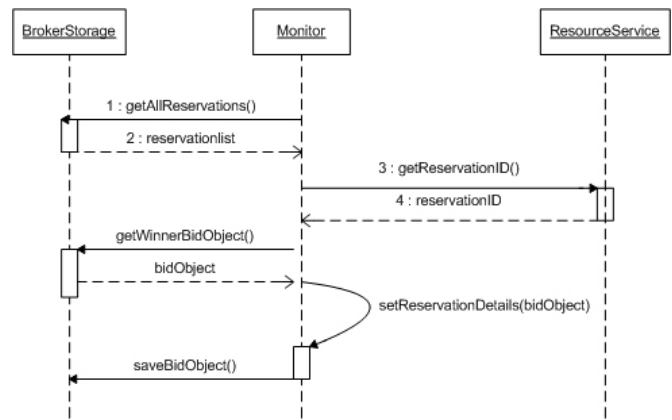 BrokerStorage
Monitor
ResourceService
1 : getAllReservations()
2 : reservationlist
3 : getReservationID()
4 : reservationID
getWinnerBidObject()
bidObject
setReservationDetails(bidObject)
saveBidObject()